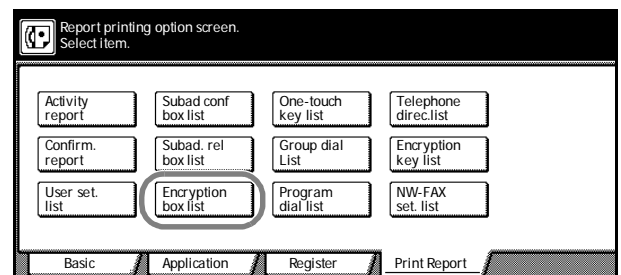 Report printing option screen.
Select item.
Activity
report
Subad conf
box list
One-touch
key list
Telephone
direc.list
Confirm.
report
Subad. rel
box list
Group dial
List
Encryption
key list
User set.
list
Encryption
box list
Program
dial list
NW-FAX
set. list
Basic
Application
Register
Print Report